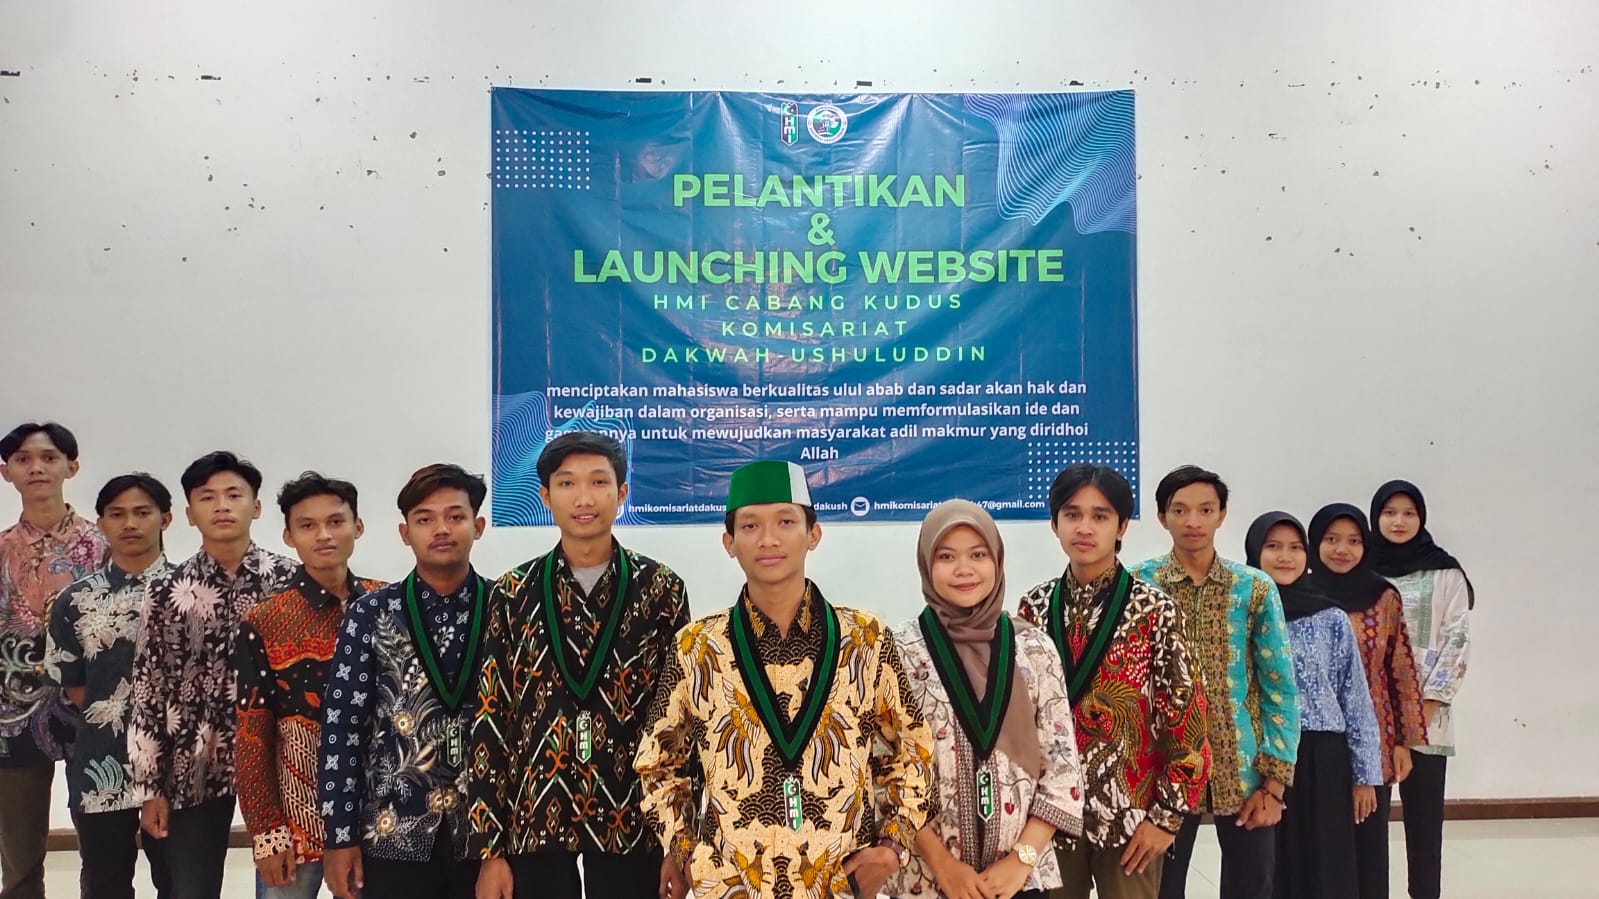 HMI
PELANTIKAN
&
LAUNCHING WEBSITE
HMI CABANG KUDUS
KOMISARIAT
DAKWAH-USHULUDDIN
menciptakan mahasiswa berkualitas ulul abab dan sadar akan hak dan
kewajiban dalam organisasi, serta mampu memformulasikan ide dan
untuk mewujudkan masyarakat adil makmur yang diridhoi
Allah
HMI
HMI
HMI
HMI